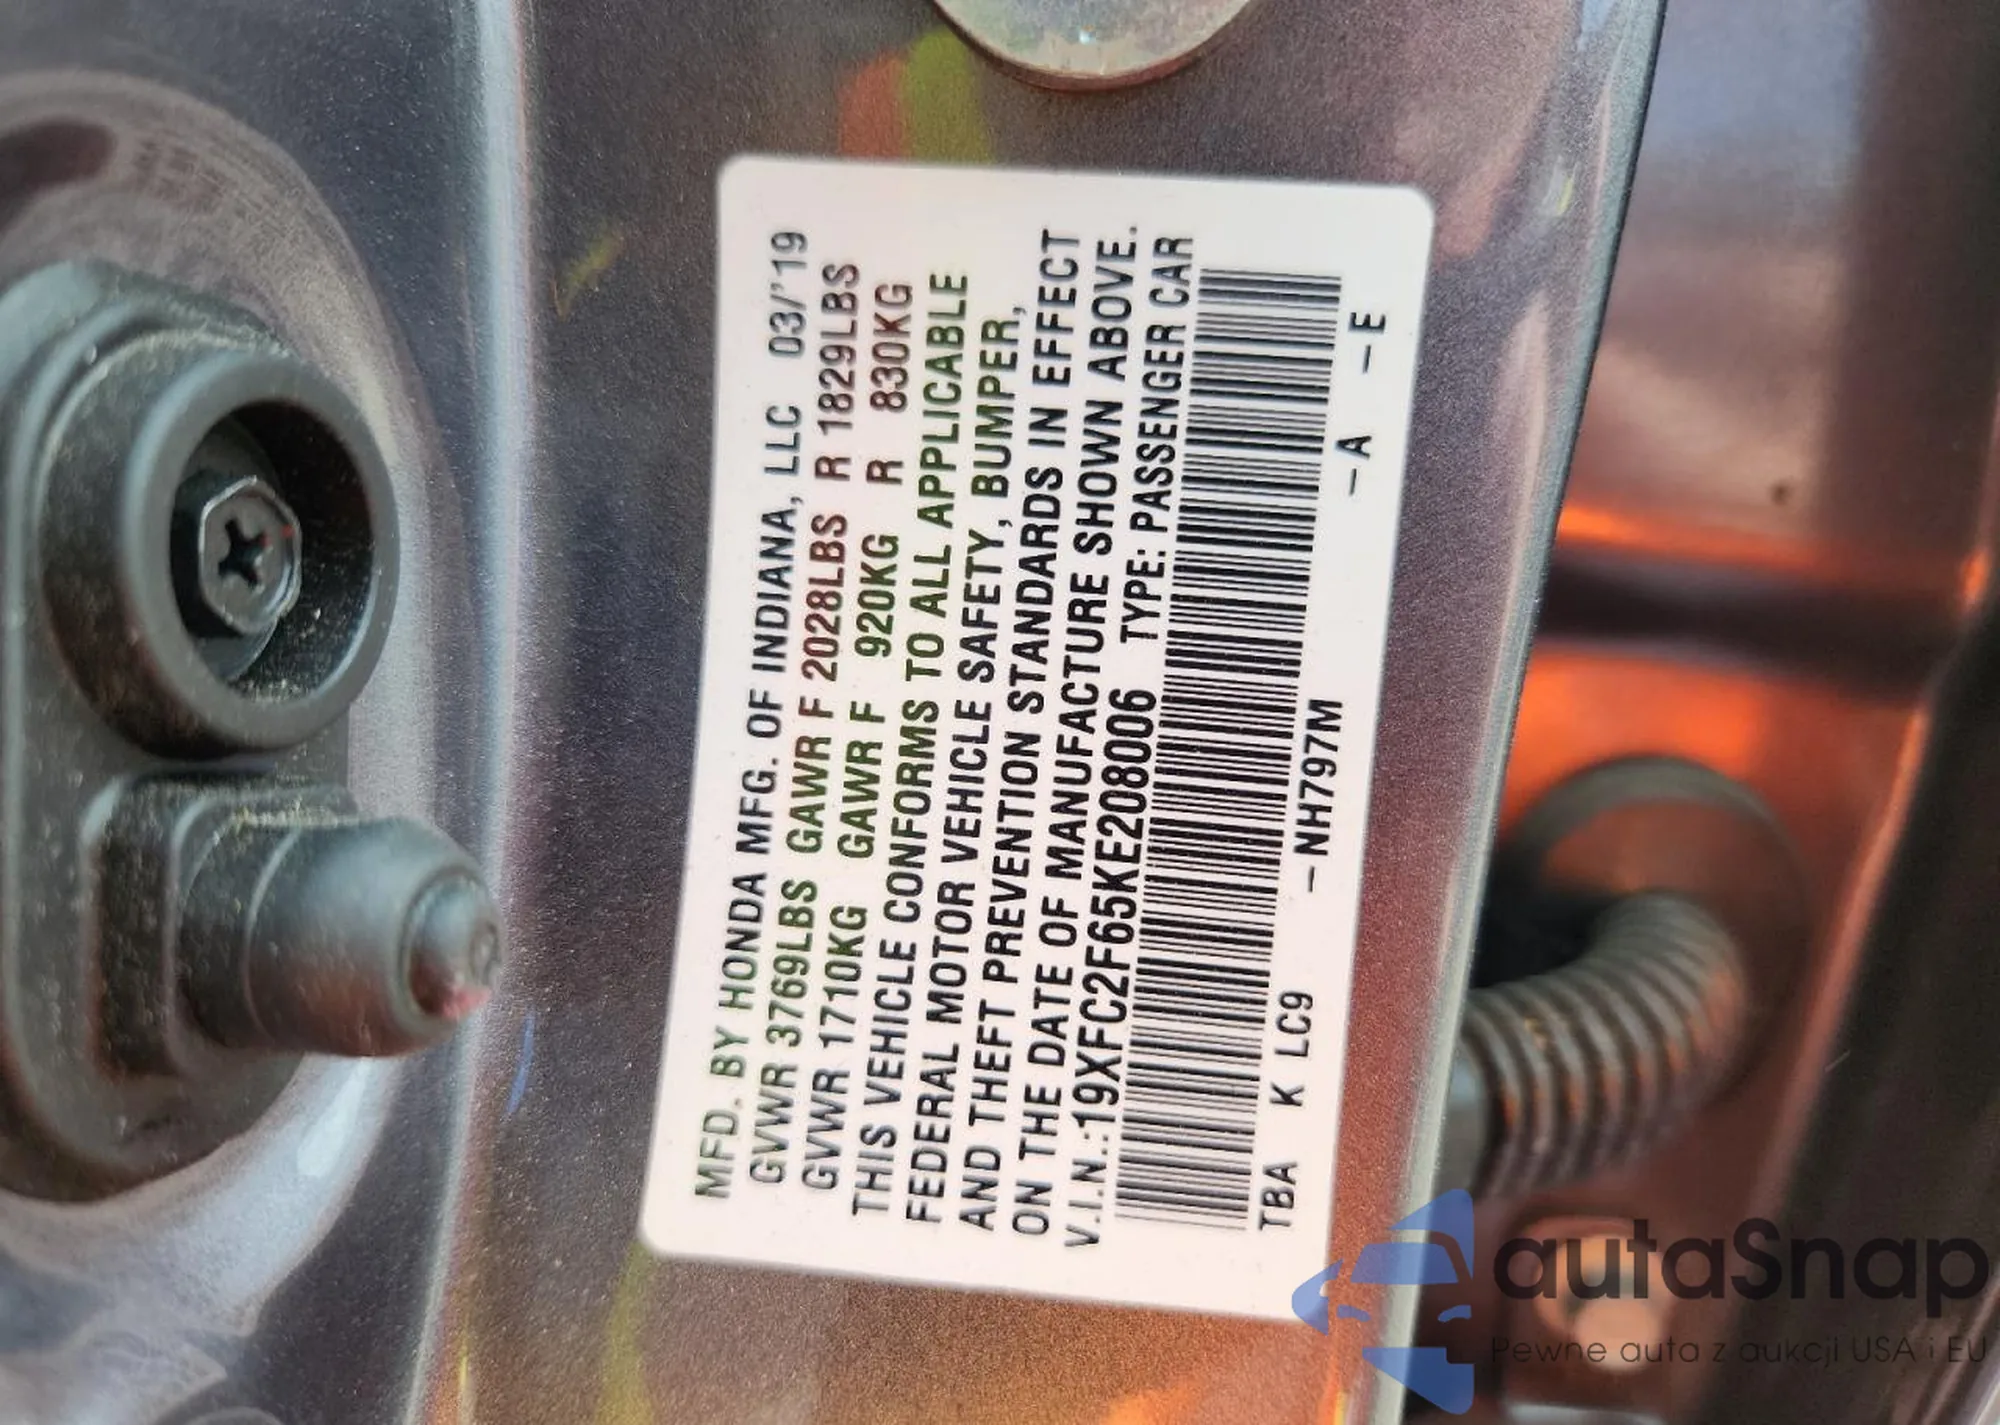 MFD. BY HONDA MFG. OF INDIANA, LLC 03/'19
GVWR 3769LBS GAWR F 2028LBS R 1829LBS
GVWR 1710KG GAWR F 920KG R 830KG
THIS VEHICLE CONFORMS TO ALL APPLICABLE
FEDERAL MOTOR VEHICLE SAFETY, BUMPER,
AND THEFT PREVENTION STANDARDS IN EFFECT
ON THE DATE OF MANUFACTURE SHOWN ABOVE.
V.I.N.:19XFC2F65KE208006 TYPE: PASSENGER CAR
TBA K LC9 -NH797M -A -E
autaSnap
Pewne auta z aukcji USA i EU